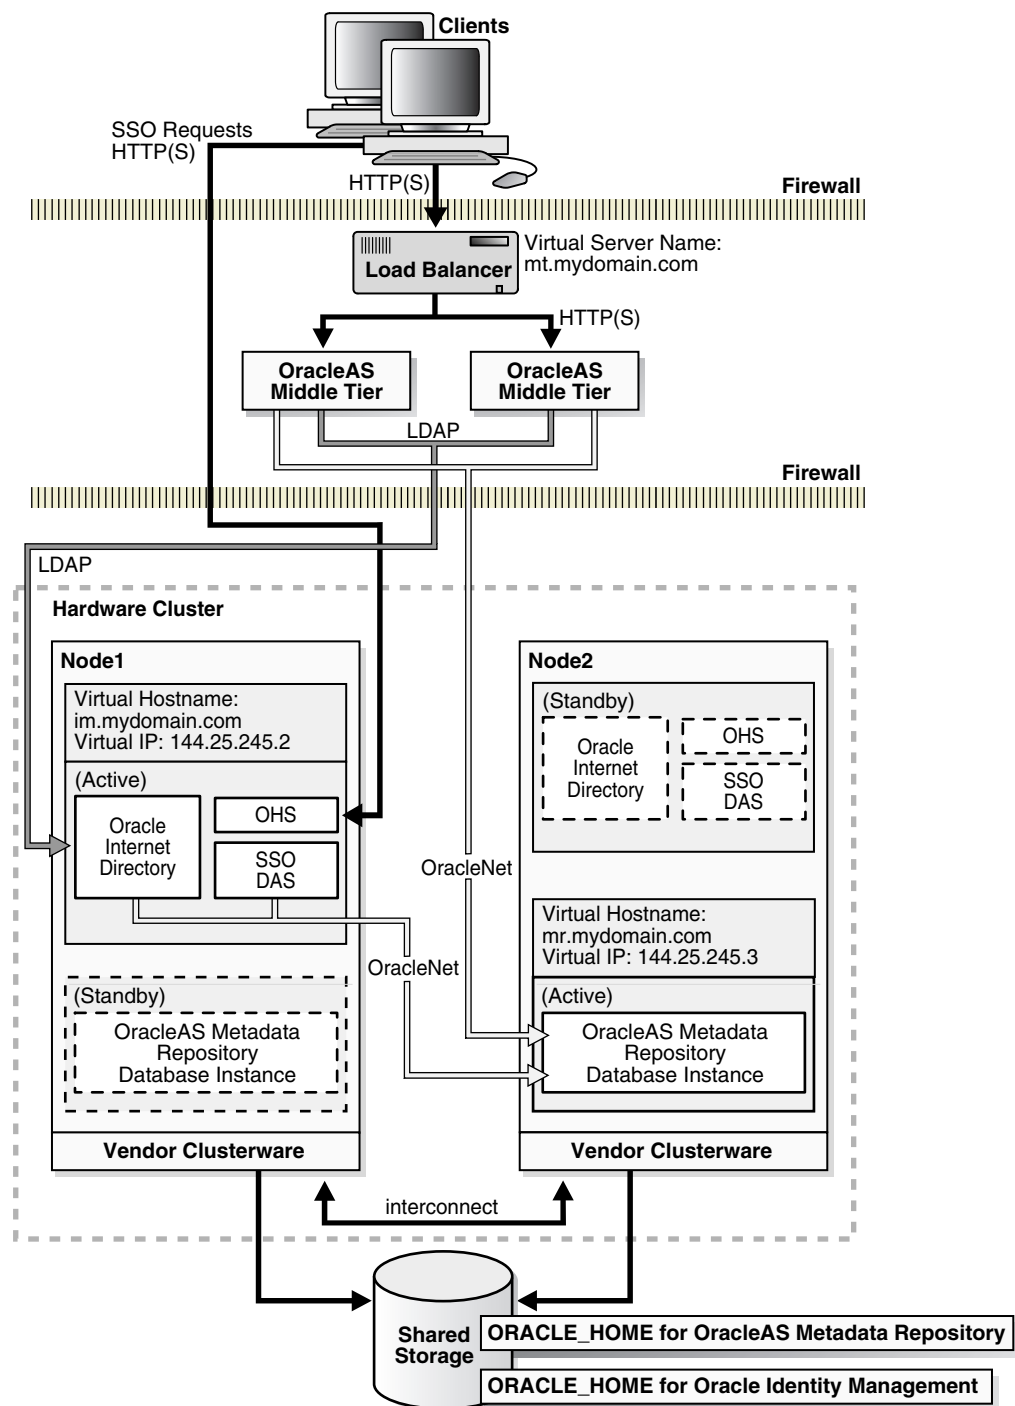 Clients
SSO Requests
HTTP(S)
HTTP(S)
Firewall
Load Balancer
Virtual Server Name:
mt.mydomain.com
HTTP(S)
OracleAS
Middle Tier
OracleAS
Middle Tier
LDAP
Firewall
LDAP
Hardware Cluster
Node1
Virtual Hostname:
im.mydomain.com
Virtual IP: 144.25.245.2
(Active)
Oracle
Internet
Directory
OHS
SSO
DAS
(Standby)
OracleAS Metadata
Repository
Database Instance
Vendor Clusterware
OracleNet
OracleNet
Node2
(Standby)
Oracle
Internet
Directory
OHS
SSO
DAS
Virtual Hostname:
mr.mydomain.com
Virtual IP: 144.25.245.3
(Active)
OracleAS Metadata
Repository
Database Instance
Vendor Clusterware
interconnect
Shared
Storage
ORACLE_HOME for OracleAS Metadata Repository
ORACLE_HOME for Oracle Identity Management